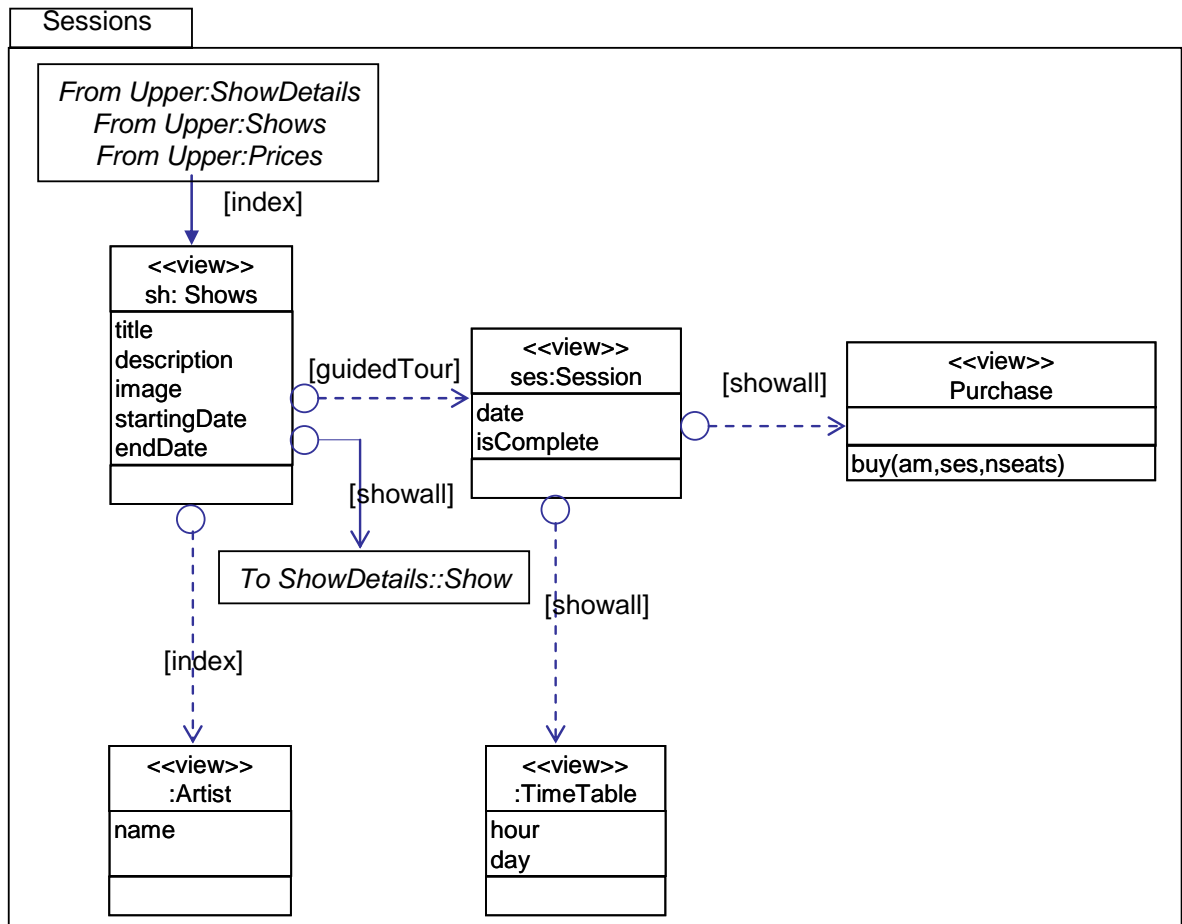 Sessions
From Upper:ShowDetails
From Upper:Shows
From Upper:Prices
[index]
<<view>>
sh: Shows
title
description
image
startingDate
endDate
[guidedTour]
<<view>>
ses:Session
date
isComplete
[showall]
<<view>>
Purchase
buy(am,ses,nseats)
[showall]
To ShowDetails::Show
[showall]
[index]
<<view>>
:Artist
name
<<view>>
:TimeTable
hour
day